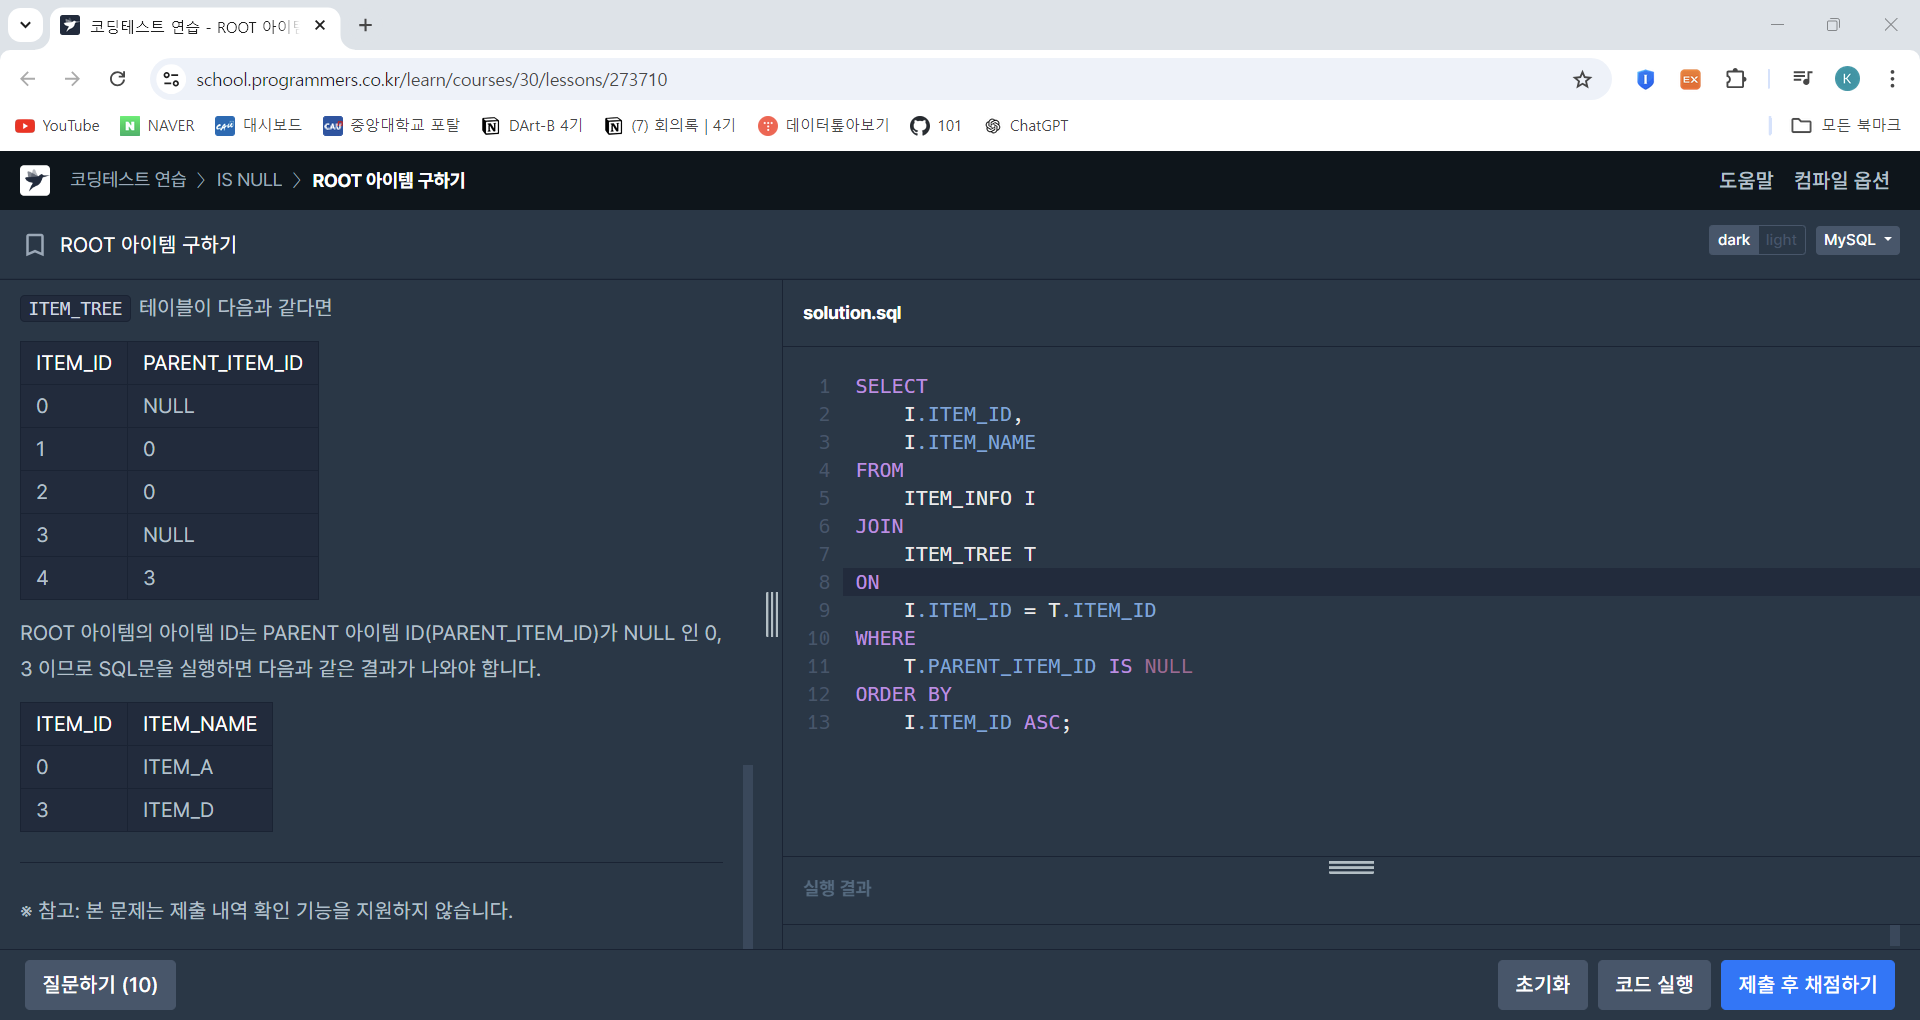 코딩테스트 연습 - ROOT 아이
school.programmers.co.kr/learn/courses/30/lessons/273710
EX
K
YouTube
N NAVER
CAU 대시보드
CAU 중앙대학교 포탈
DArt-B 4기
(7) 회의록 | 4기
데이터톺아보기
101
ChatGPT
모든 북마크
코딩테스트 연습 > IS NULL > ROOT 아이템 구하기
도움말 컴파일 옵션
ROOT 아이템 구하기
dark light MySQL
ITEM_TREE 테이블이 다음과 같다면
ITEM_ID PARENT_ITEM_ID
0 NULL
1 0
2 0
3 NULL
4 3
ROOT 아이템의 아이템 ID는 PARENT 아이템 ID(PARENT_ITEM_ID)가 NULL 인 0,
3 이므로 SQL문을 실행하면 다음과 같은 결과가 나와야 합니다.
ITEM_ID ITEM_NAME
0 ITEM_A
3 ITEM_D
※ 참고: 본 문제는 제출 내역 확인 기능을 지원하지 않습니다.
solution.sql
1 SELECT
2 I.ITEM_ID,
3 I.ITEM_NAME
4 FROM
5 ITEM_INFO I
6 JOIN
7 ITEM_TREE T
8 ON
9 I.ITEM_ID = T.ITEM_ID
10 WHERE
11 T.PARENT_ITEM_ID IS NULL
12 ORDER BY
13 I.ITEM_ID ASC;
실행 결과
질문하기 (10)
초기화
코드 실행
제출 후 채점하기